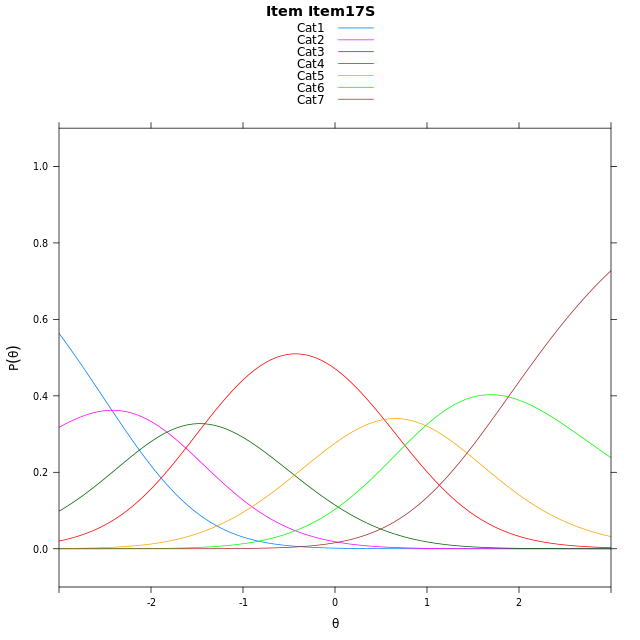 Item Item17S
Cat1
Cat2
Cat3
Cat4
Cat5
Cat6
Cat7
1.0
0.8
0.6
0.4
0.2
0.0
P(θ)
-2 -1 0 1 2
θ